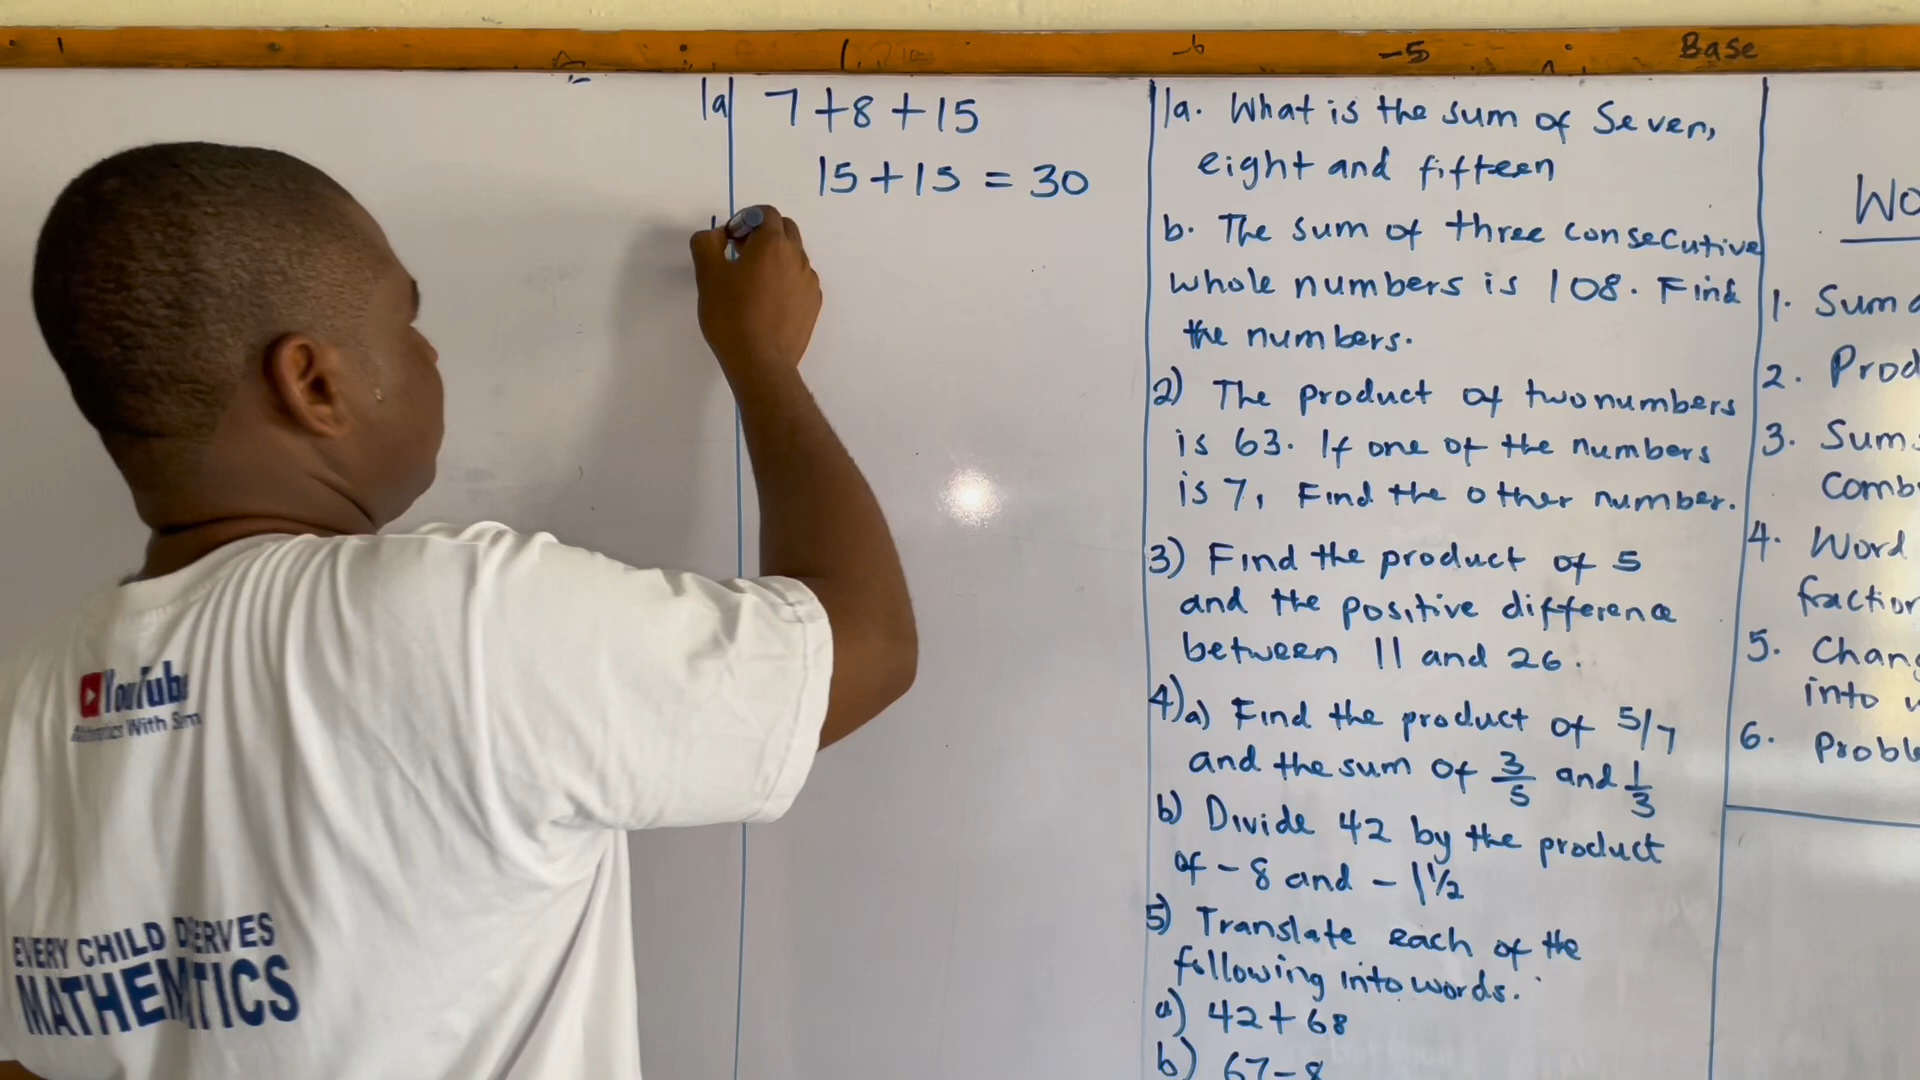 -6 -5 Base
1a 7+8+15
15+15 = 30
1a. What is the sum of Seven,
eight and fifteen
b. The sum of three consecutive
whole numbers is 108. Find
the numbers.
2) The product of two numbers
is 63. If one of the numbers
is 7, Find the other number.
3) Find the product of 5
and the positive difference
between 11 and 26.
4) a) Find the product of 5/7
and the sum of 3/5 and 1/3
b) Divide 42 by the product
of -8 and -1 1/2
5) Translate each of the
following into words.
a) 42+68
b) 67-8
1. Sum
2. Prod
3. Sum
Comb
4. Word
fraction
5. Chang
into
6. Probl
YouTube
With
EVERY CHILD DESERVES
MATHEMATICS